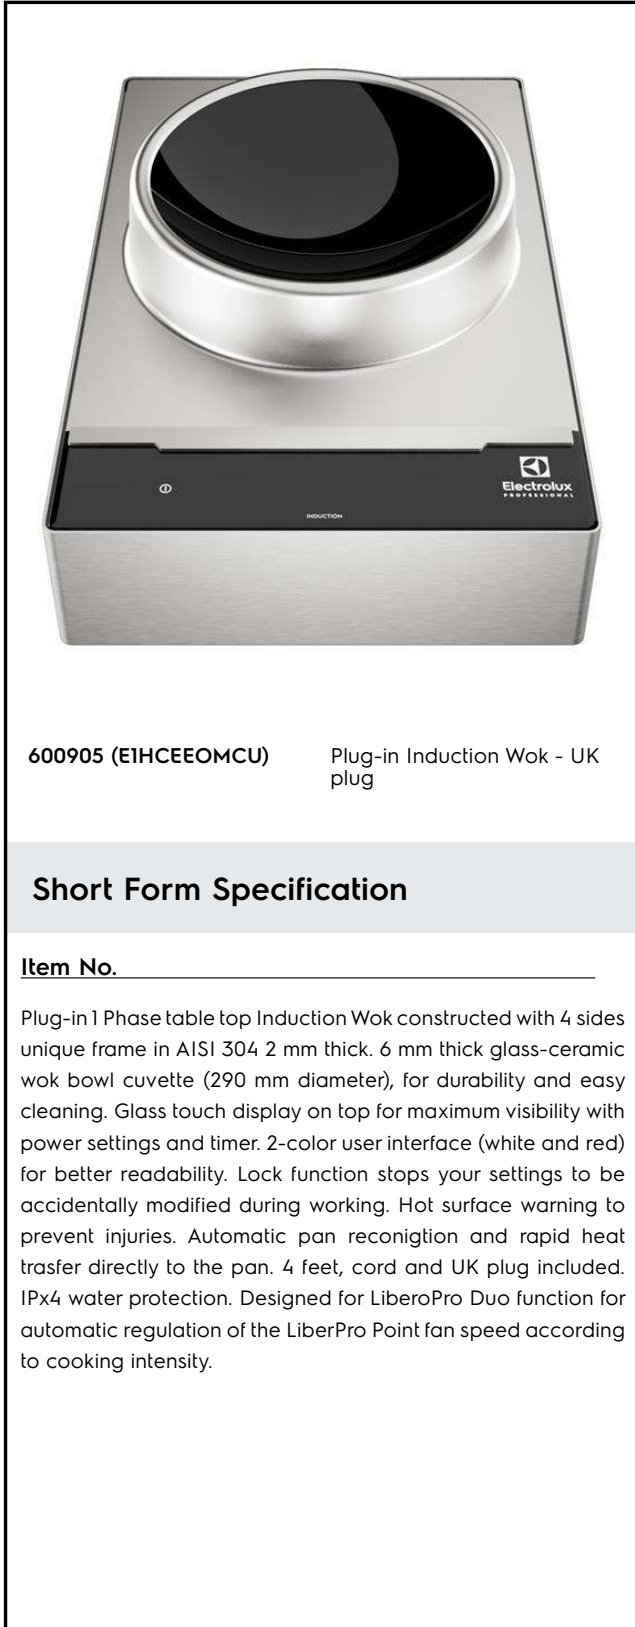 Electrolux
PROFESSIONAL
INDUCTION
600905 (E1HCEEOMCU)
Plug-in Induction Wok - UK
plug
Short Form Specification
Item No.
Plug-in 1 Phase table top Induction Wok constructed with 4 sides
unique frame in AISI 304 2 mm thick. 6 mm thick glass-ceramic
wok bowl cuvette (290 mm diameter), for durability and easy
cleaning. Glass touch display on top for maximum visibility with
power settings and timer. 2-color user interface (white and red)
for better readability. Lock function stops your settings to be
accidentally modified during working. Hot surface warning to
prevent injuries. Automatic pan reconigtion and rapid heat
trasfer directly to the pan. 4 feet, cord and UK plug included.
IPx4 water protection. Designed for LiberoPro Duo function for
automatic regulation of the LiberPro Point fan speed according
to cooking intensity.